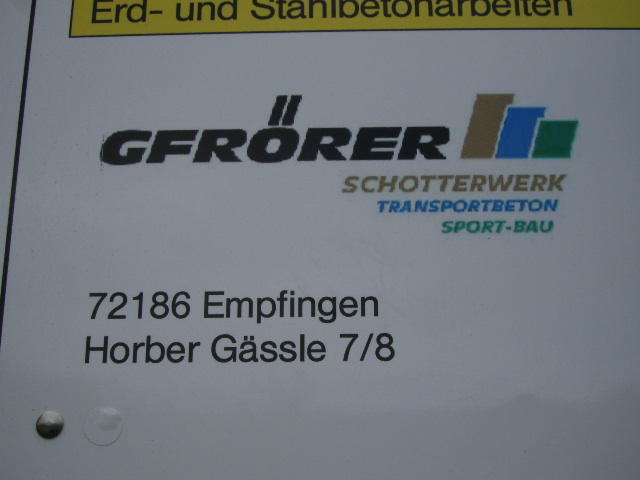 Erd- und Stahlbetonarbeiten
GFRÖRER
SCHOTTERWERK
TRANSPORTBETON
SPORT-BAU
72186 Empfingen
Horber Gässle 7/8